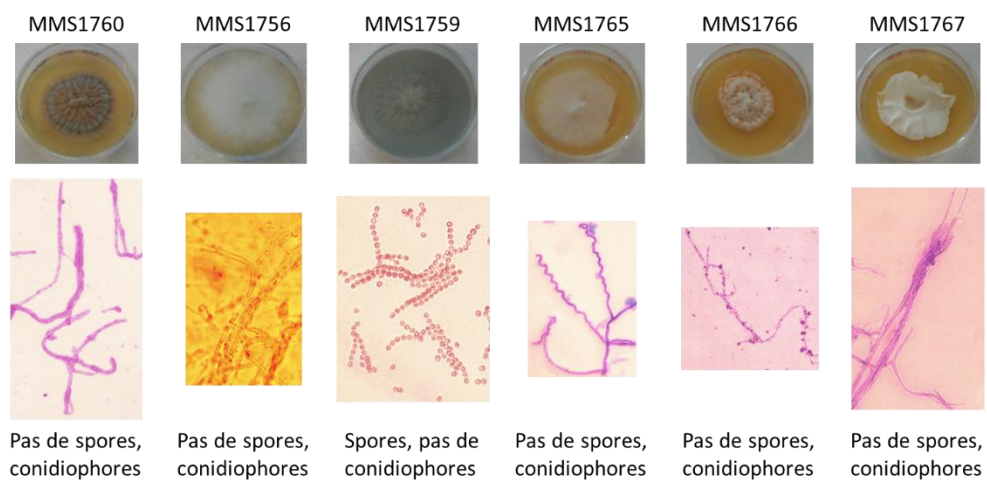 MMS1760
MMS1756
MMS1759
MMS1765
MMS1766
MMS1767
Pas de spores,
conidiophores
Pas de spores,
conidiophores
Spores, pas de
conidiophores
Pas de spores,
conidiophores
Pas de spores,
conidiophores
Pas de spores,
conidiophores